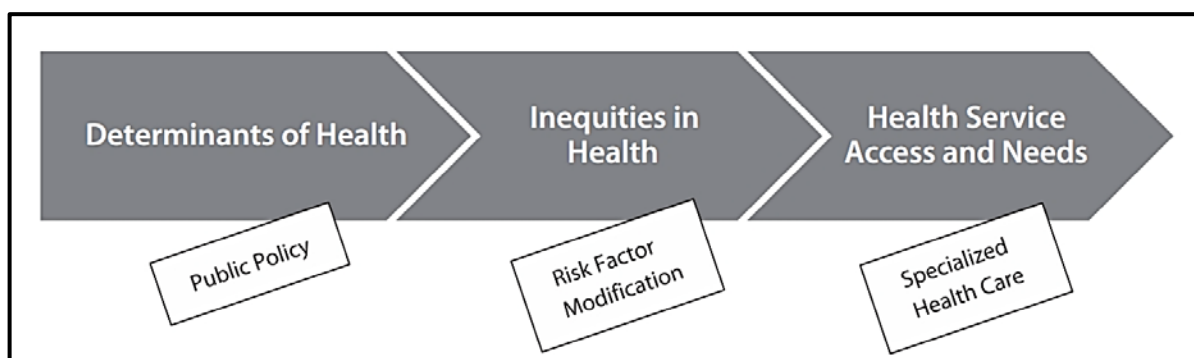 Determinants of Health
Inequities in
Health
Health Service
Access and Needs
Public Policy
Risk Factor
Modification
Specialized
Health Care